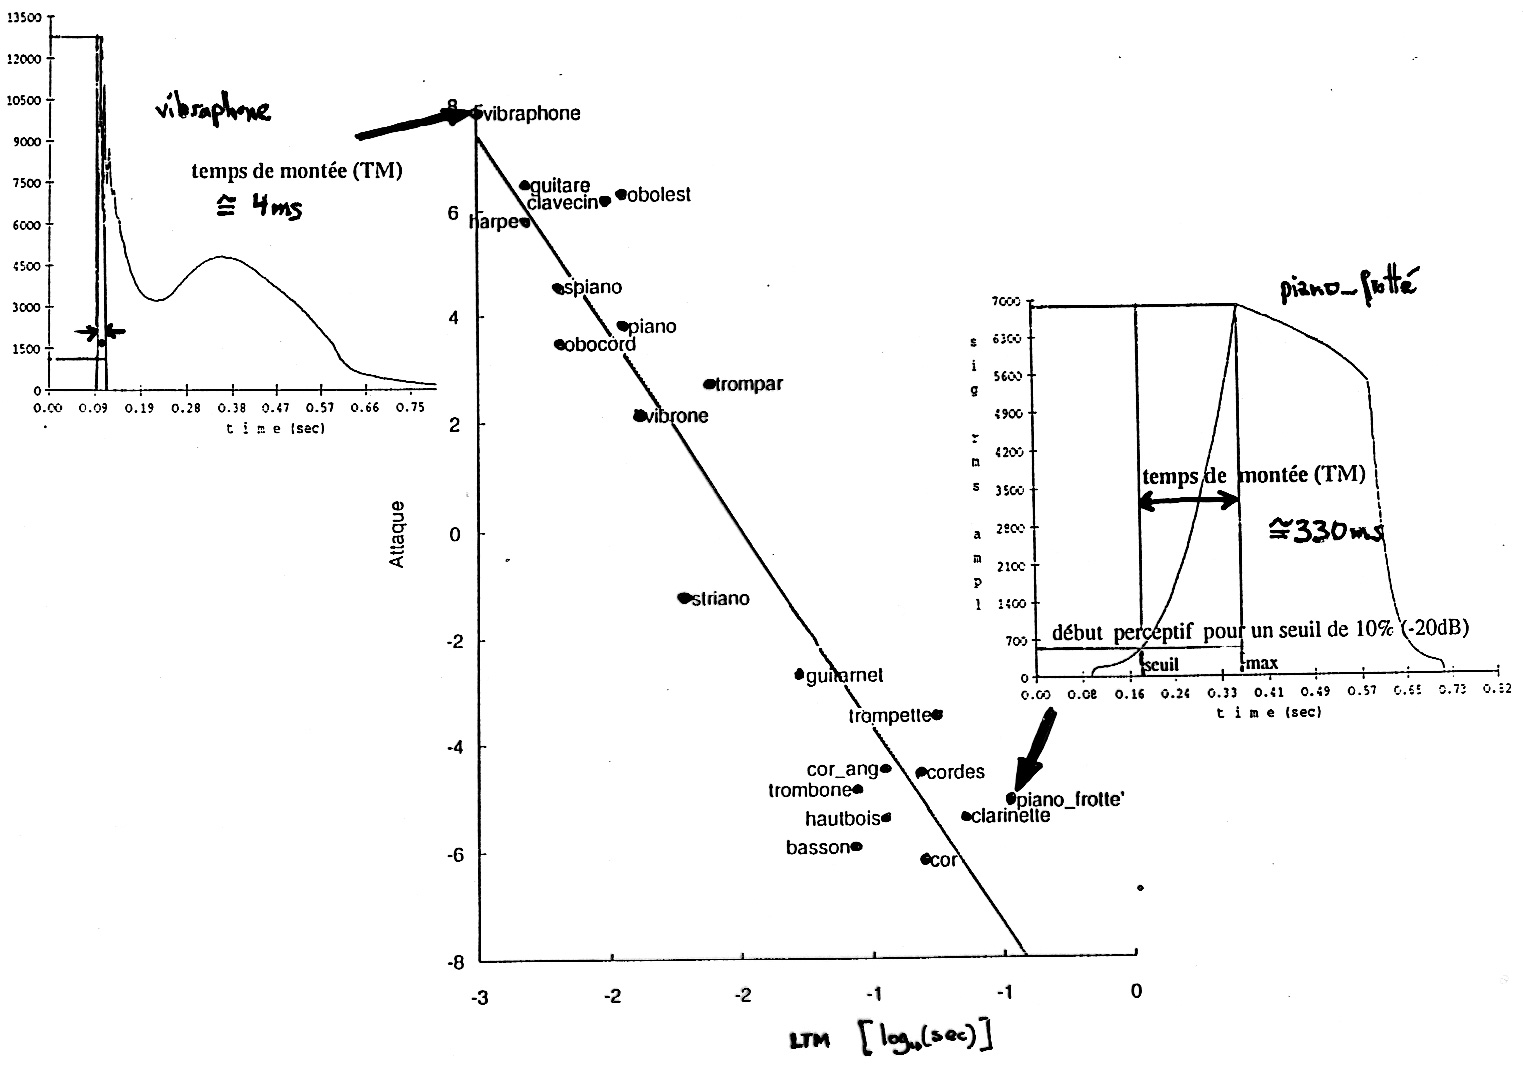 13500
12000
10500
9000
7500
6000
4500
3000
1500
0
0.00 0.09 0.19 0.28 0.38 0.47 0.57 0.66 0.75
t i m e (sec)
vibraphone
temps de montée (TM)
≅ 4ms
8
6
4
2
0
-2
-4
-6
-8
Attaque
vibraphone
guitare
clavecin
obolest
harpe
spiano
piano
obocord
trompar
vibrone
striano
guitarnet
trompette
cor_ang
cordes
trombone
piano_frotte'
hautbois
clarinette
basson
cor
-3 -2 -2 -1 -1 0
LTM [log10(sec)]
piano_frotté
7000
6300
5600
4900
4200
3500
2800
2100
1400
700
0
sig rms ampl
temps de montée (TM)
≅330ms
début perceptif pour un seuil de 10% (-20dB)
seuil max
0.00 0.08 0.16 0.24 0.33 0.41 0.49 0.57 0.65 0.73 0.82
t i m e (sec)